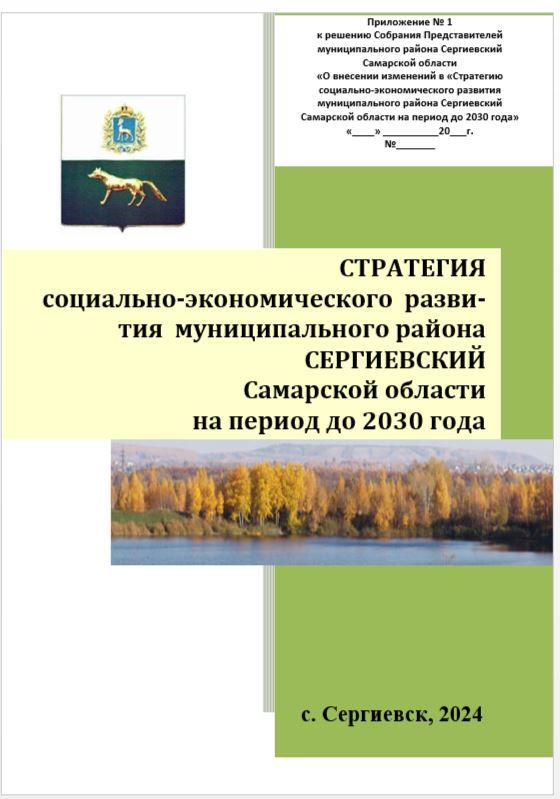 Приложение № 1
к решению Собрания Представителей
муниципального района Сергиевский
Самарской области
«О внесении изменений в «Стратегию
социально-экономического развития
муниципального района Сергиевский
Самарской области на период до 2030 года»
«____» __________20___г.
№_______
СТРАТЕГИЯ
социально-экономического разви-
тия муниципального района
СЕРГИЕВСКИЙ
Самарской области
на период до 2030 года
с. Сергиевск, 2024